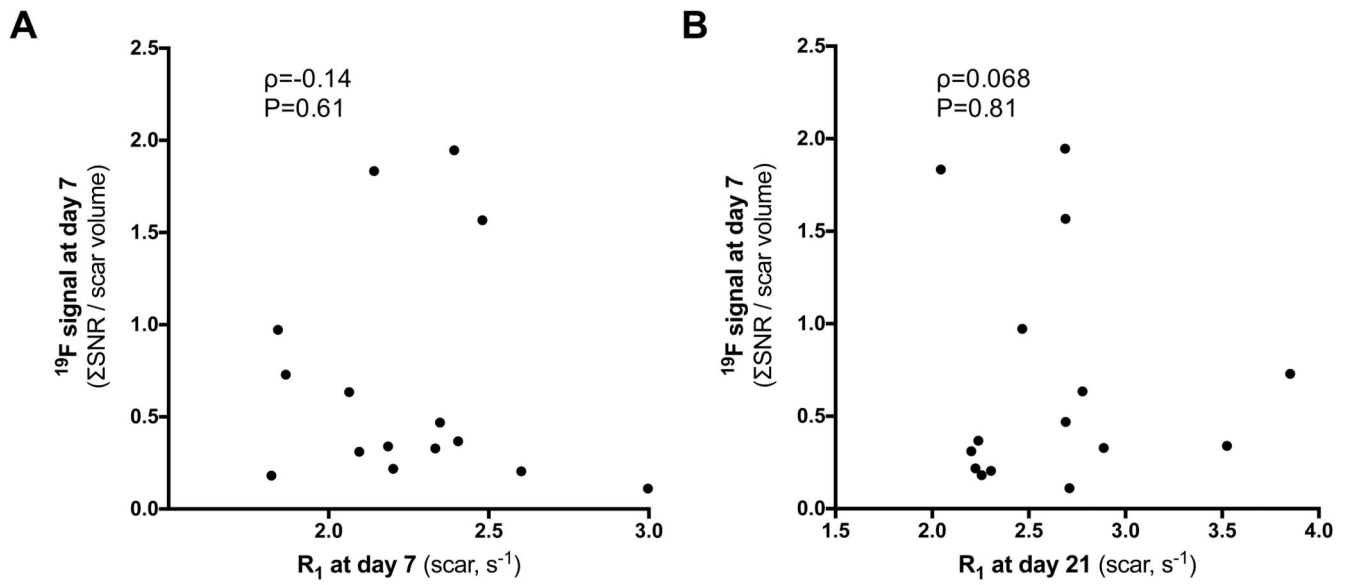 A
2.5
2.0
1.5
1.0
0.5
0.0
ρ=-0.14
P=0.61
¹⁹F signal at day 7
(ΣSNR / scar volume)
2.0 2.5 3.0
R₁ at day 7 (scar, s⁻¹)
B
2.5
2.0
1.5
1.0
0.5
0.0
ρ=0.068
P=0.81
¹⁹F signal at day 7
(ΣSNR / scar volume)
1.5 2.0 2.5 3.0 3.5 4.0
R₁ at day 21 (scar, s⁻¹)